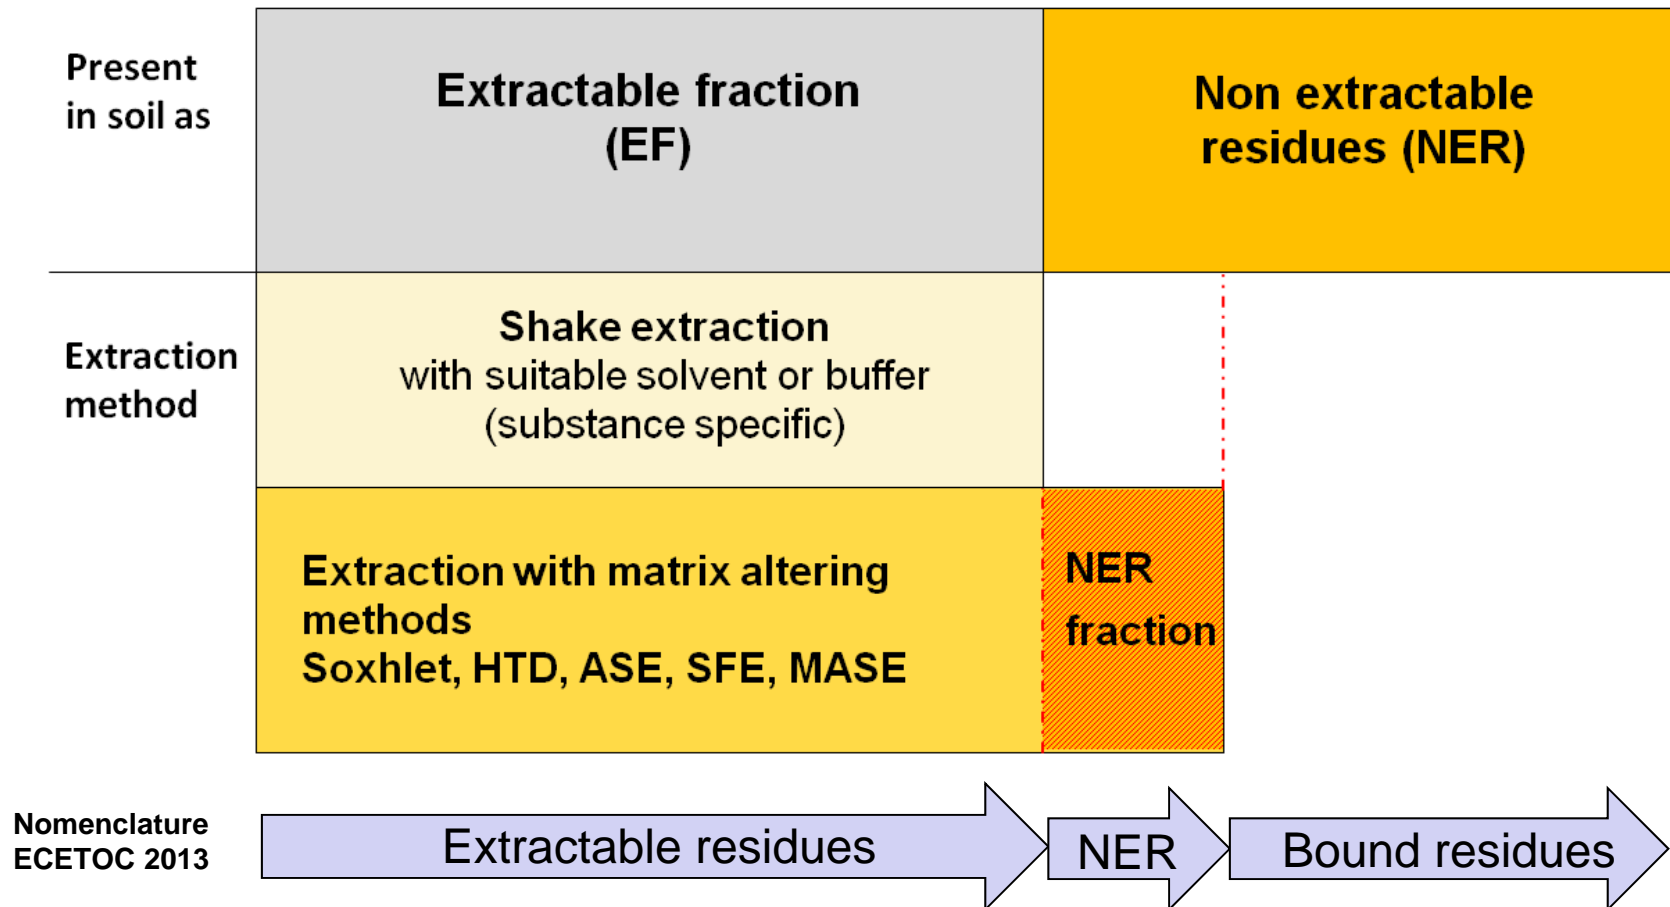 Present
in soil as
Extractable fraction
(EF)
Non extractable
residues (NER)
Extraction
method
Shake extraction
with suitable solvent or buffer
(substance specific)
Extraction with matrix altering
methods
Soxhlet, HTD, ASE, SFE, MASE
NER
fraction
Nomenclature
ECETOC 2013
Extractable residues
NER
Bound residues